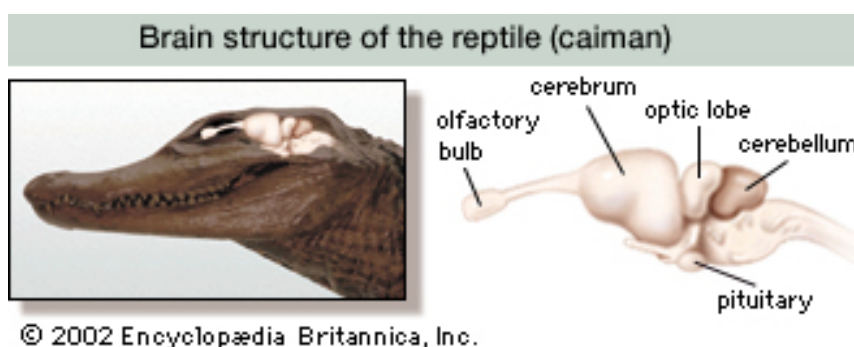 Brain structure of the reptile (caiman)
cerebrum
olfactory
bulb
optic lobe
cerebellum
pituitary
© 2002 Encyclopædia Britannica, Inc.